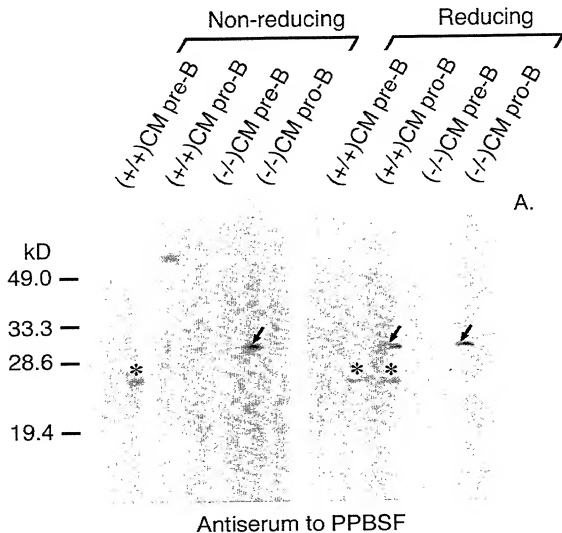 Non-reducing
Reducing
(+/+)CM pre-B
(+/+)CM pro-B
(-/-)CM pre-B
(-/-)CM pro-B
(+/+)CM pre-B
(+/+)CM pro-B
(-/-)CM pre-B
(-/-)CM pro-B
A.
kD
49.0
33.3
28.6
* * *
19.4
Antiserum to PPBSF